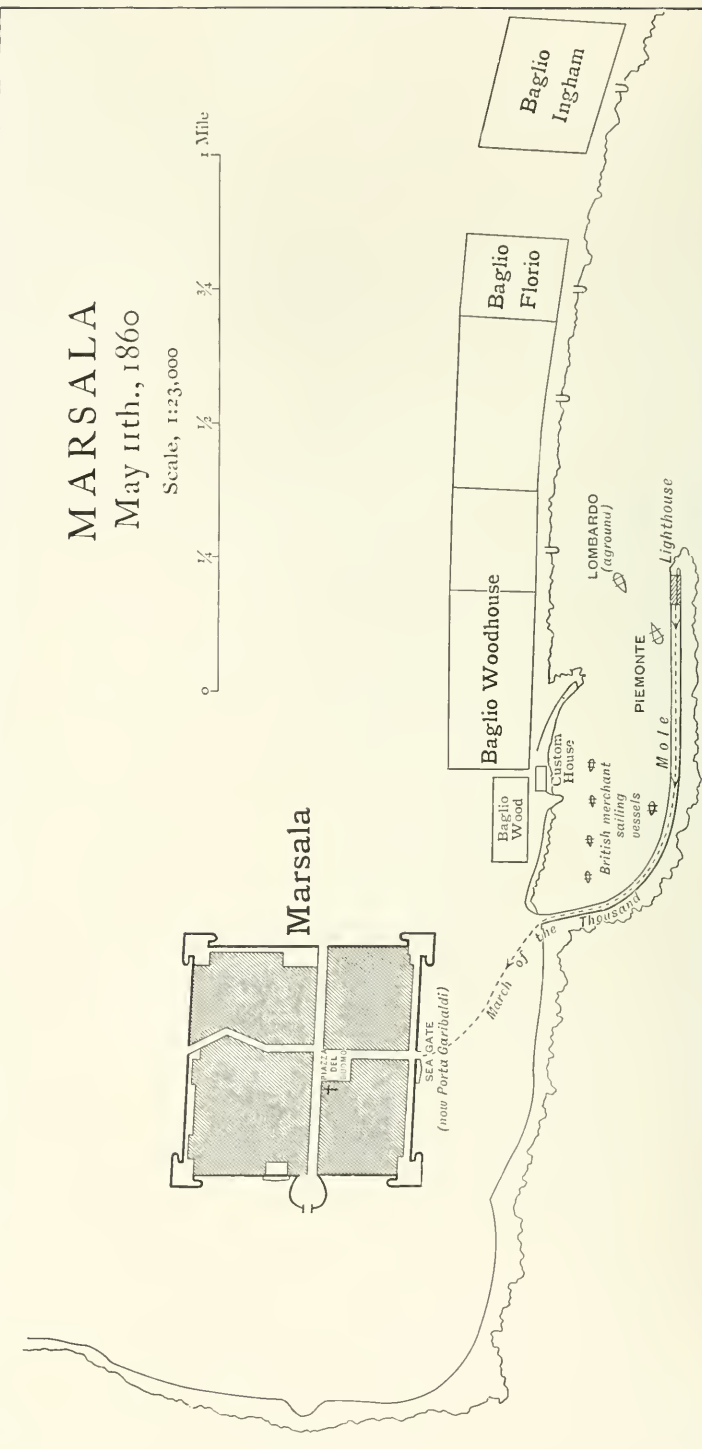 MARSALA
May 11th., 1860
Scale, 1:23,000
0
1/4
1/2
3/4
1 Mile
Marsala
PIAZZA
DEL
DUOMO
SEA GATE
(now Porta Garibaldi)
March of the Thousand
Baglio
Wood
Custom
House
Baglio Woodhouse
Baglio
Florio
Baglio
Ingham
British merchant
sailing
vessels
Mole
PIEMONTE
LOMBARDO
(aground)
Lighthouse